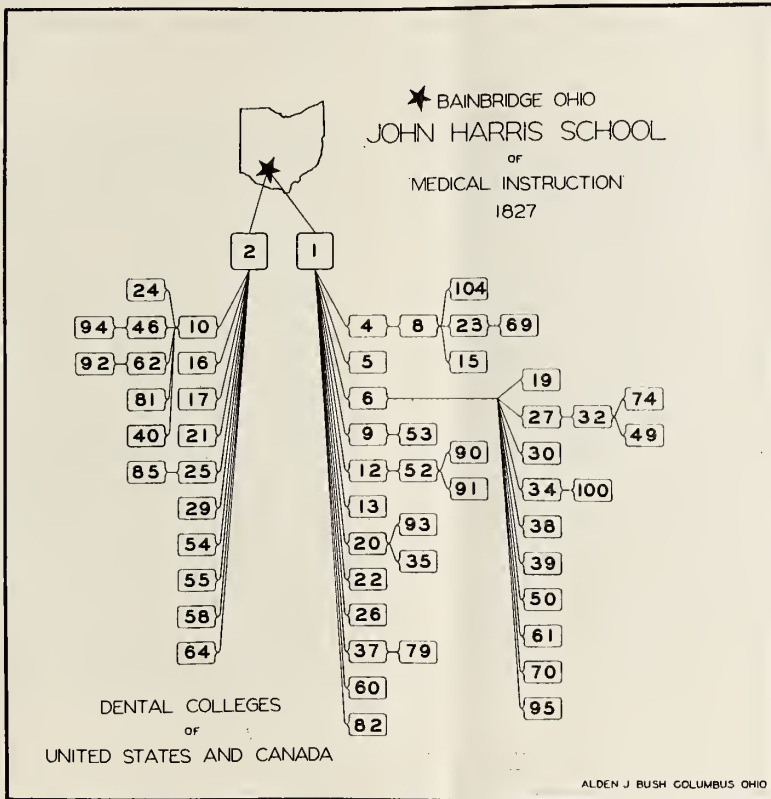 ★ BAINBRIDGE OHIO
JOHN HARRIS SCHOOL
OF
MEDICAL INSTRUCTION
1827
2 1
24
94 46 10
92 62 16
81 17
40 21
85 25
29
54
55
58
64
4 8 104
23 69
15
5
6
9 53
12 52 90
91
13
20 93
35
22
26
37 79
60
82
19
27 32 74
49
30
34 100
38
39
50
61
70
95
DENTAL COLLEGES
OF
UNITED STATES AND CANADA
ALDEN J BUSH COLUMBUS OHIO